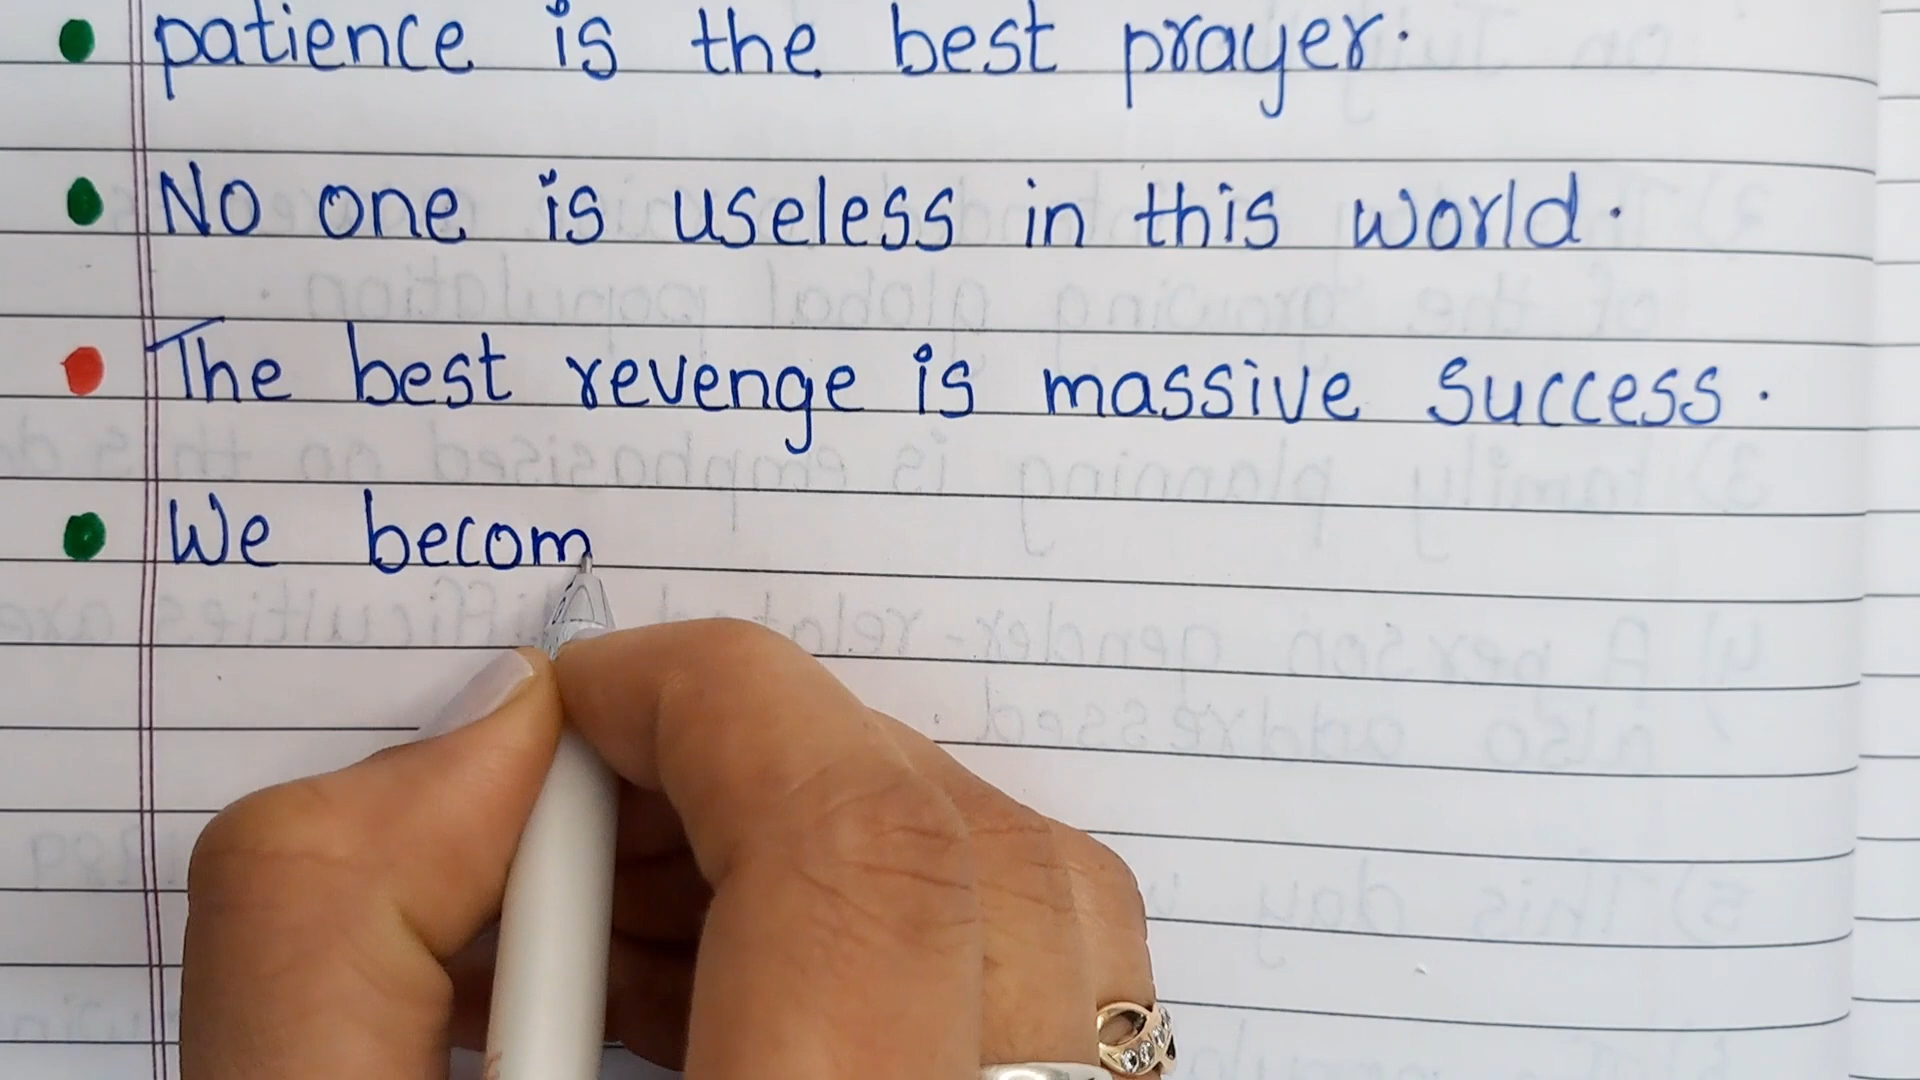 patience is the best prayer.
No one is useless in this world.
The best revenge is massive success.
We becom